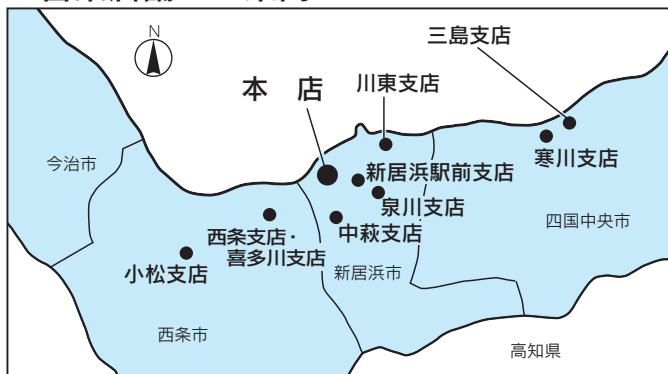 N
三島支店
川東支店
本 店
今治市
寒川支店
新居浜駅前支店
泉川支店
四国中央市
中萩支店
西条支店・
喜多川支店
小松支店
新居浜市
西条市
高知県